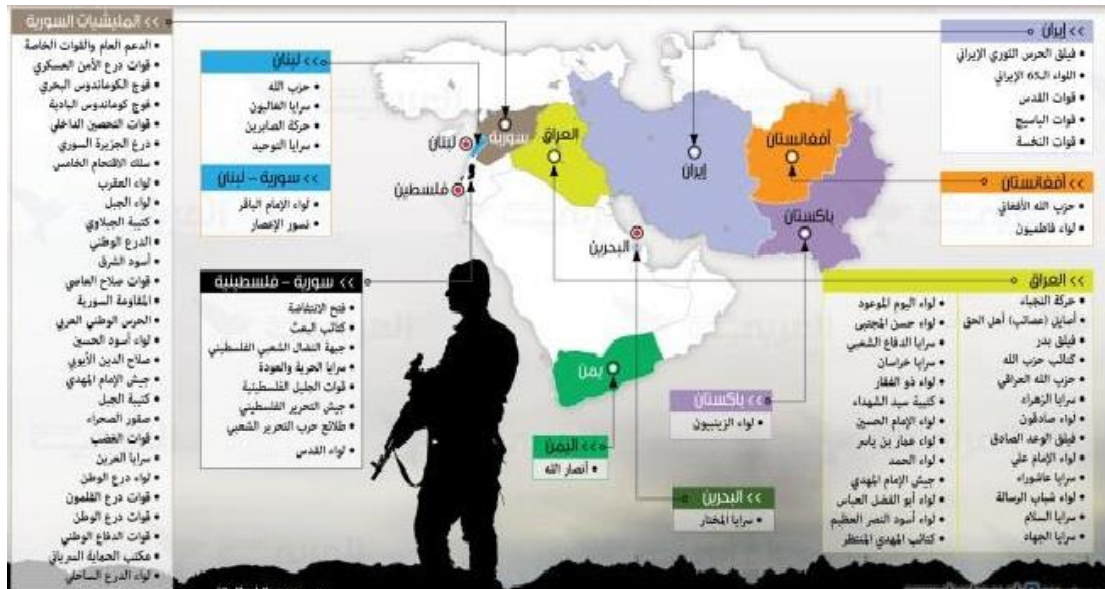 >> المليشيات السورية
• الدعم العام والقوات الخاصة
• قوات درع الأمن العسكري
• فوج الكوماندوس البحري
• فوج كوماندوس البادية
• قوات التحصين الداخلي
• درع الجزيرة السوري
• سلك الاقتحام الخامس
• لواء العقرب
• لواء الجبل
• كتيبة الجبلاوي
• الدرع الوطني
• أسود الشرق
• قوات صلاح العاصي
• المقاومة السورية
• الحرس الوطني العربي
• لواء أسود الحسين
• صلاح الدين الأيوبي
• جيش الإمام المهدي
• كتيبة الجبل
• صقور الصحراء
• قوات الغضب
• سرايا العرين
• لواء درع الوطن
• قوات درع القلمون
• قوات درع الوطن
• قوات الدفاع الوطني
• مكتب الحماية السرياني
• لواء الدرع الساحلي
>> لبنان
• حزب الله
• سرايا الغالبون
• حركة الصابرين
• سرايا التوحيد
>> سورية – لبنان
• لواء الإمام الباقر
• نسور الإعصار
>> سورية – فلسطينية
• فتح الانتفاضة
• كتائب البعث
• جبهة النضال الشعبي الفلسطيني
• سرايا الحرية والعودة
• قوات الجليل الفلسطينية
• جيش التحرير الفلسطيني
• طلائع حرب التحرير الشعبي
• لواء القدس
سورية
لبنان
فلسطين
العراق
إيران
أفغانستان
باكستان
البحرين
يمن
>> إيران
• فيلق الحرس الثوري الإيراني
• اللواء الـ65 الإيراني
• قوات القدس
• قوات الباسيج
• قوات النخسة
>> أفغانستان
• حزب الله الأفغاني
• لواء فاطميون
>> العراق
• حركة النجباء
• أصايل (عصائب) أهل الحق
• فيلق بدر
• كتائب حزب الله
• حزب الله العراقي
• سرايا الزهراء
• لواء صادقون
• فيلق الوعد الصادق
• لواء الإمام علي
• سرايا عاشوراء
• لواء شباب الرسالة
• سرايا السلام
• سرايا الجهاد
• لواء اليوم الموعود
• لواء حسن المجتبى
• سرايا الدفاع الشعبي
• سرايا خراسان
• لواء ذو الفقار
• كتيبة سيد الشهداء
• لواء الإمام الحسين
• لواء عمار بن ياسر
• لواء الحمد
• جيش الإمام المهدي
• لواء أبو الفضل العباس
• لواء أسود النصر العظيم
• كتائب المهدي المنتظر
>> باكستان
• لواء الزينبيون
>> اليمن
• أنصار الله
>> البحرين
• سرايا المختار